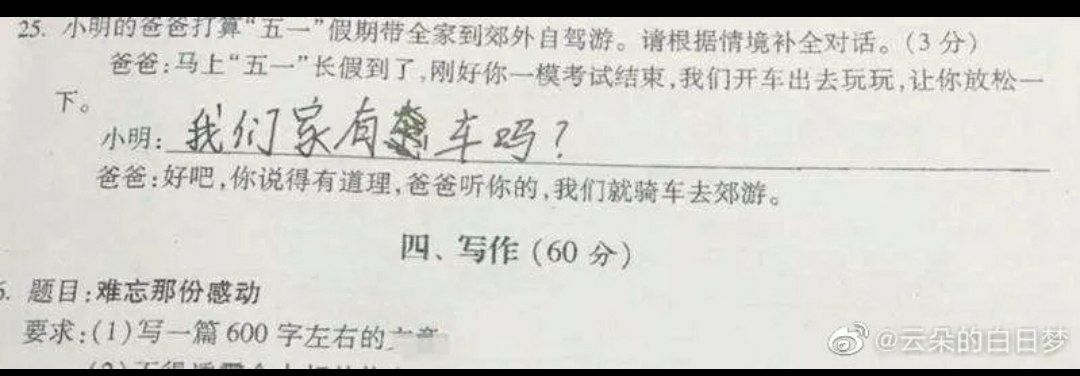 25. 小明的爸爸打算“五一”假期带全家到郊外自驾游。请根据情境补全对话。(3分)
爸爸:马上“五一”长假到了,刚好你一模考试结束,我们开车出去玩玩,让你放松一
下。
小明:我们家有车吗?
爸爸:好吧,你说得有道理,爸爸听你的,我们就骑车去郊游。
四、写作(60分)
6. 题目:难忘那份感动
要求:(1)写一篇600字左右的
@云朵的白日梦